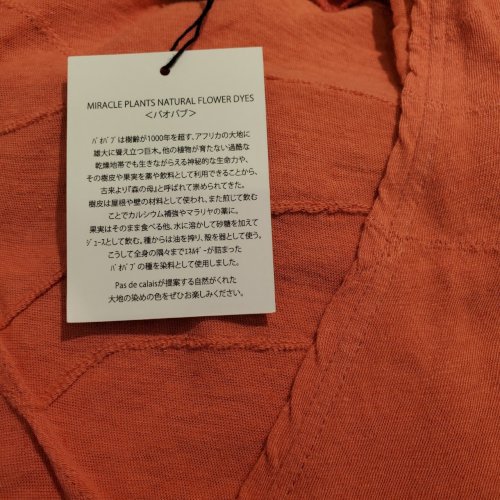 MIRACLE PLANTS NATURAL FLOWER DYES
＜バオバブ＞
ﾊﾞｵﾊﾞﾌﾞは樹齢が1000年を超す、アフリカの大地に
雄大に聳え立つ巨木。他の植物が育たない過酷な
乾燥地帯でも生きながらえる神秘的な生命力や、
その樹皮や果実を薬や飲料として利用できることから、
古来より『森の母』と呼ばれて崇められてきた。
樹皮は屋根や壁の材料として使われ、また煎じて飲む
ことでカルシウム補強やマラリヤの薬に。
果実はそのまま食べる他、水に溶かして砂糖を加えて
ｼﾞｭｰｽとして飲む。種からは油を搾り、殻を器として使う。
こうして全身の隅々までｴﾈﾙｷﾞｰが詰まった
ﾊﾞｵﾊﾞﾌﾞの種を染料として使用しました。
Pas de calaisが提案する自然がくれた
大地の染めの色をぜひお楽しみください。